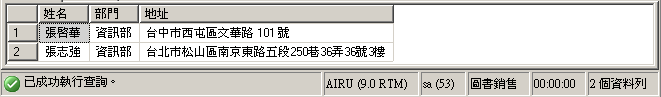 姓名 部門 地址
1 張啓華 資訊部 台中市西屯區文華路 101 號
2 張志強 資訊部 台北市松山區南京東路五段250巷36弄36號3樓
已成功執行查詢。 AIRU (9.0 RTM) sa (53) 圖書銷售 00:00:00 2 個資料列